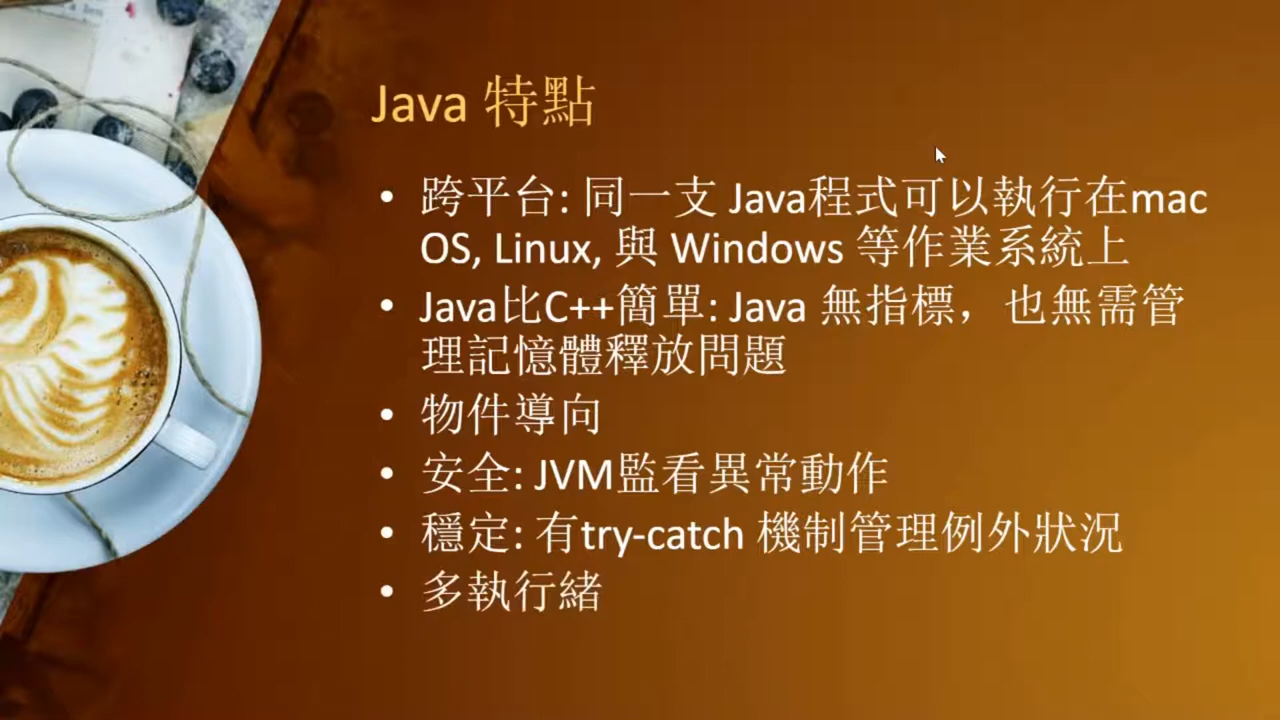 Java 特點
• 跨平台: 同一支 Java程式可以執行在mac
OS, Linux, 與 Windows 等作業系統上
• Java比C++簡單: Java 無指標，也無需管
理記憶體釋放問題
• 物件導向
• 安全: JVM監看異常動作
• 穩定: 有try-catch 機制管理例外狀況
• 多執行緒